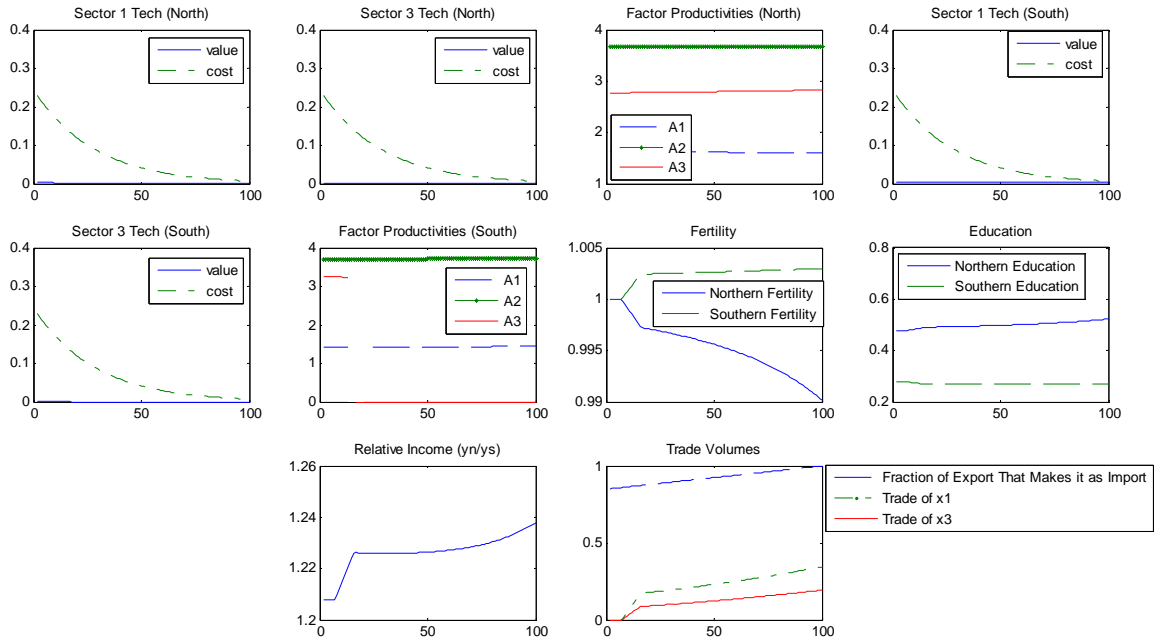 Sector 1 Tech (North)
0.4
0.3
0.2
0.1
0
0
50
100
value
cost
Sector 3 Tech (North)
0.4
0.3
0.2
0.1
0
0
50
100
value
cost
Factor Productivities (North)
4
3
2
1
0
50
100
A1
A2
A3
Sector 1 Tech (South)
0.4
0.3
0.2
0.1
0
0
50
100
value
cost
Sector 3 Tech (South)
0.4
0.3
0.2
0.1
0
0
50
100
value
cost
Factor Productivities (South)
4
3
2
1
0
0
50
100
A1
A2
A3
Fertility
1.005
1
0.995
0.99
0
50
100
Northern Fertility
Southern Fertility
Education
0.8
0.6
0.4
0.2
0
50
100
Northern Education
Southern Education
Relative Income (yn/ys)
1.26
1.24
1.22
1.2
0
50
100
Trade Volumes
1
0.5
0
0
50
100
Fraction of Export That Makes it as Import
Trade of x1
Trade of x3